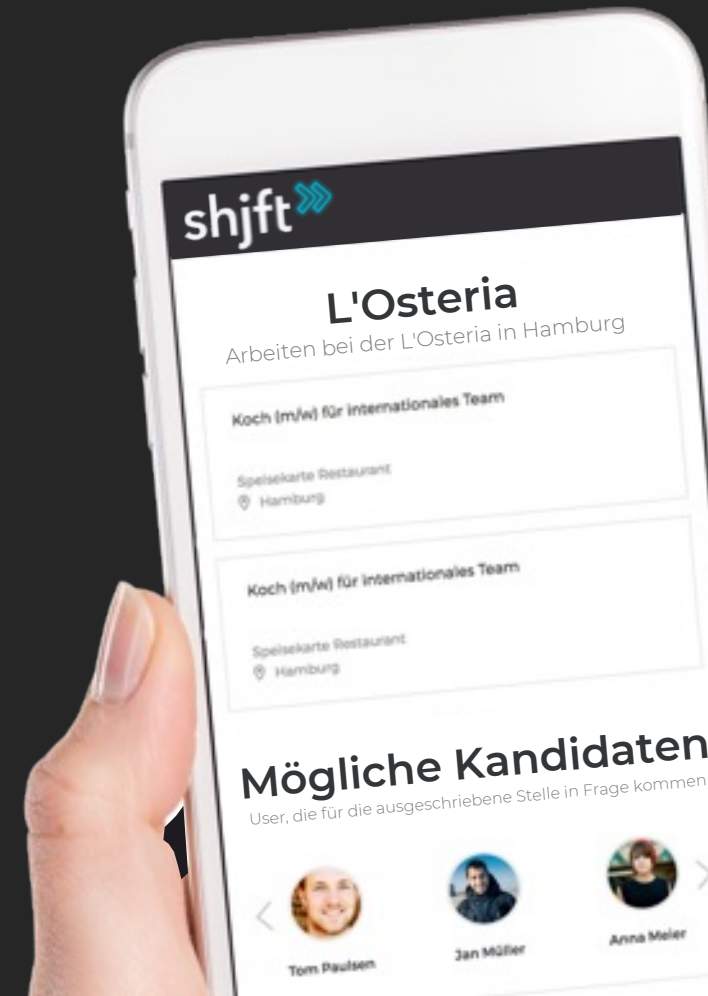 shjft
L'Osteria
Arbeiten bei der L'Osteria in Hamburg
Koch (m/w) für internationales Team
Speisekarte Restaurant
Hamburg
Koch (m/w) für internationales Team
Speisekarte Restaurant
Hamburg
Mögliche Kandidaten
User, die für die ausgeschriebene Stelle in Frage kommen
Tom Paulsen
Jan Müller
Anna Meier